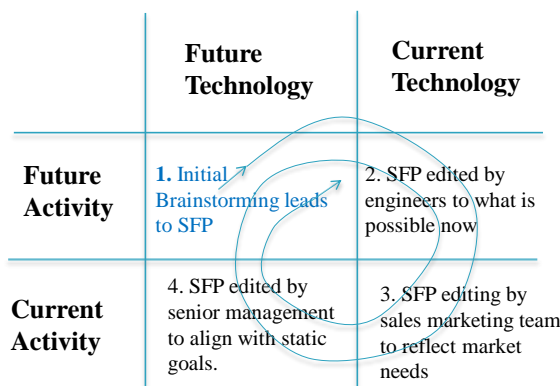 Future
Technology
Current
Technology
Future
Activity
1. Initial
Brainstorming leads
to SFP
2. SFP edited by
engineers to what is
possible now
Current
Activity
4. SFP edited by
senior management
to align with static
goals.
3. SFP editing by
sales marketing team
to reflect market
needs